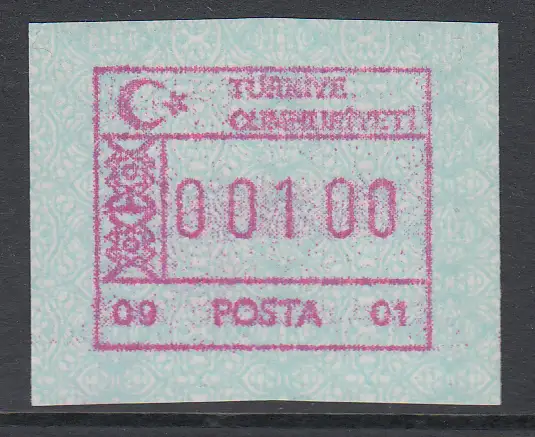 TÜRKİYE
CUMHURİYETİ
00100
09 POSTA 01